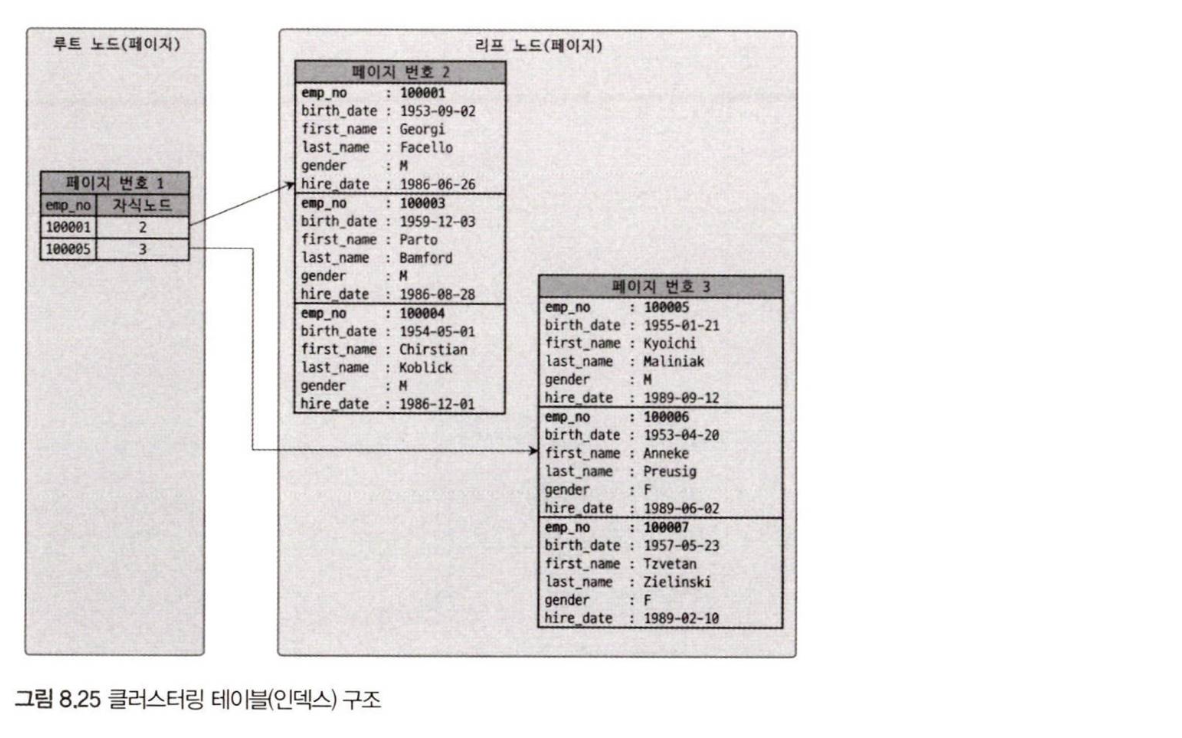 루트 노드(페이지)
페이지 번호 1
emp_no 자식노드
100001 2
100005 3
리프 노드(페이지)
페이지 번호 2
emp_no : 100001
birth_date : 1953-09-02
first_name : Georgi
last_name : Facello
gender : M
hire_date : 1986-06-26
emp_no : 100003
birth_date : 1959-12-03
first_name : Parto
last_name : Bamford
gender : M
hire_date : 1986-08-28
emp_no : 100004
birth_date : 1954-05-01
first_name : Chirstian
last_name : Koblick
gender : M
hire_date : 1986-12-01
페이지 번호 3
emp_no : 100005
birth_date : 1955-01-21
first_name : Kyoichi
last_name : Maliniak
gender : M
hire_date : 1989-09-12
emp_no : 100006
birth_date : 1953-04-20
first_name : Anneke
last_name : Preusig
gender : F
hire_date : 1989-06-02
emp_no : 100007
birth_date : 1957-05-23
first_name : Tzvetan
last_name : Zielinski
gender : F
hire_date : 1989-02-10
그림 8.25 클러스터링 테이블(인덱스) 구조